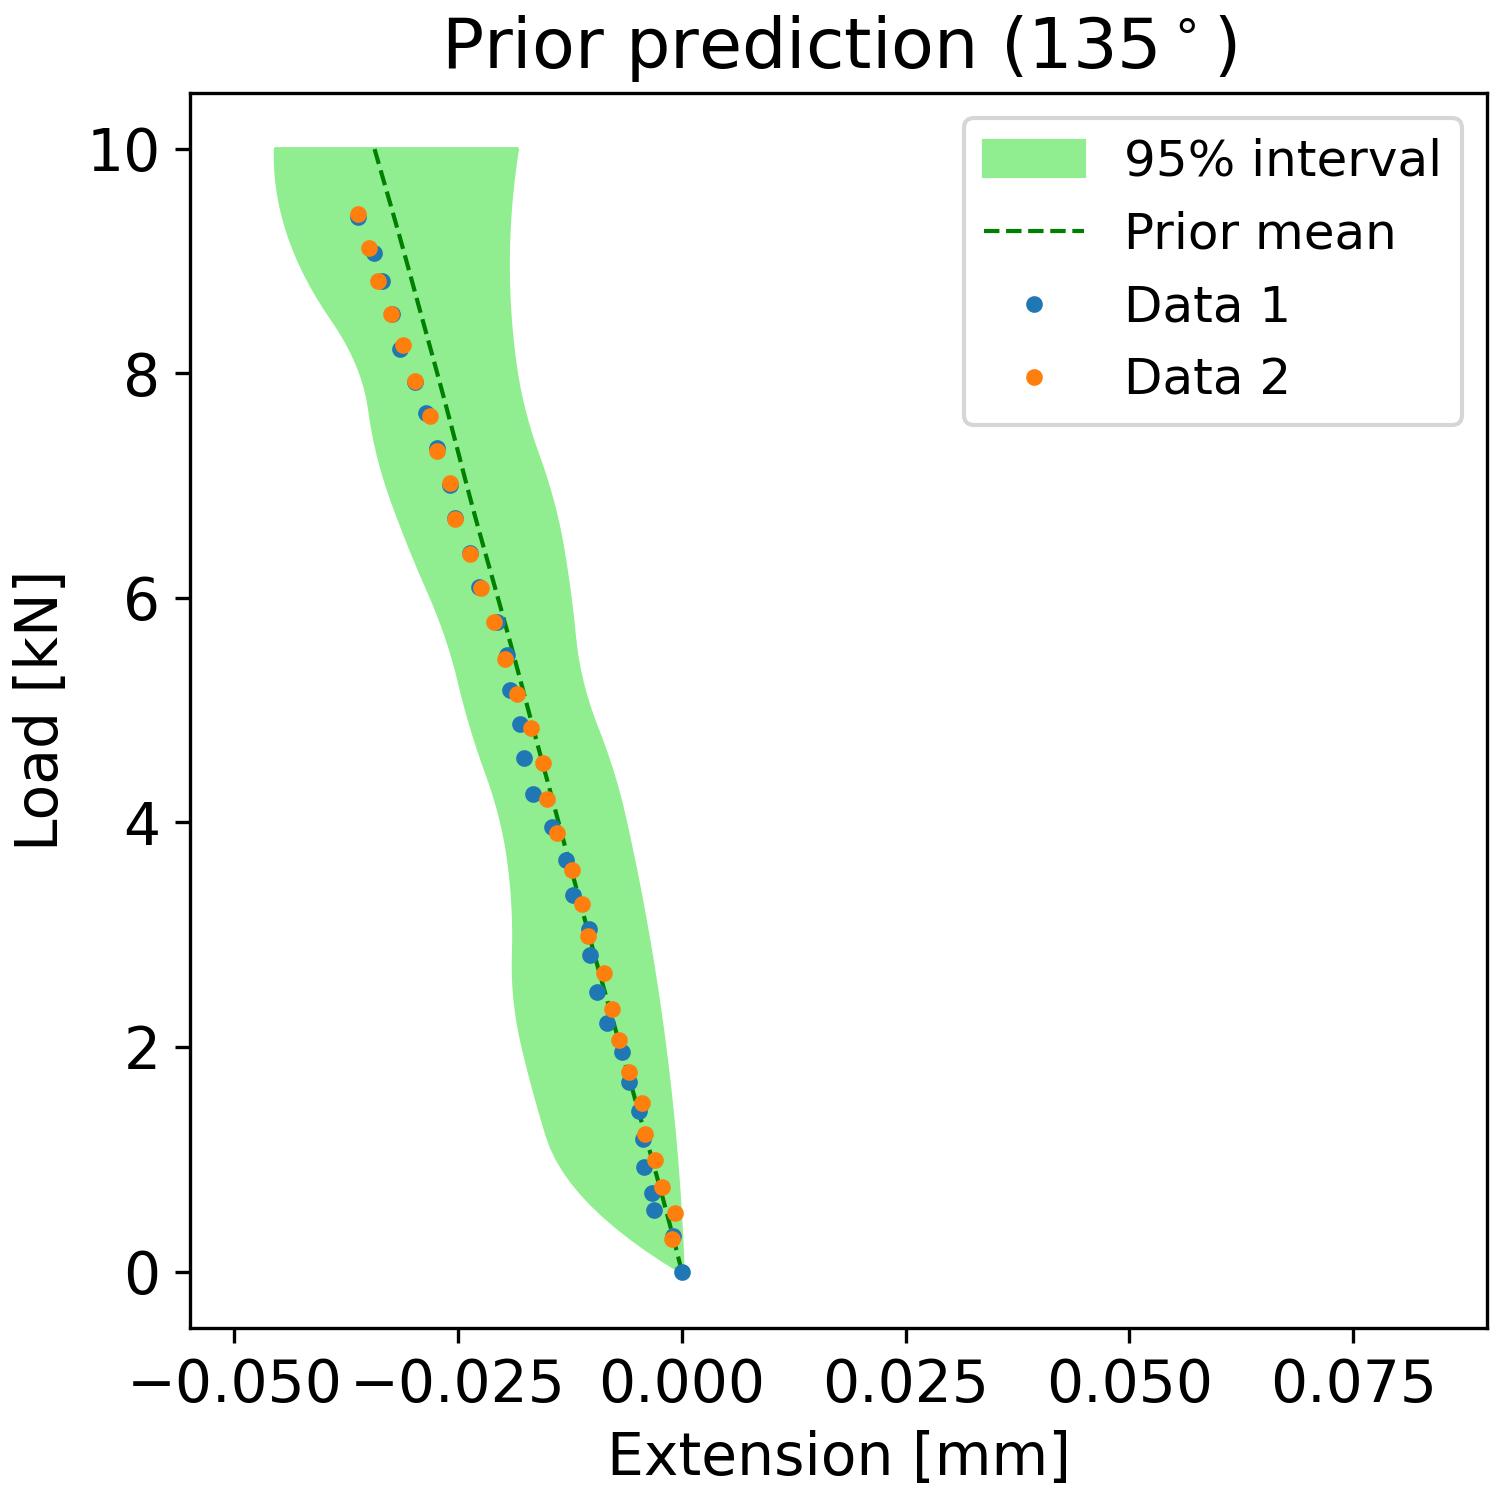 Prior prediction (135°)
95% interval
Prior mean
Data 1
Data 2
10
8
6
4
2
0
Load [kN]
−0.050 −0.025 0.000 0.025 0.050 0.075
Extension [mm]